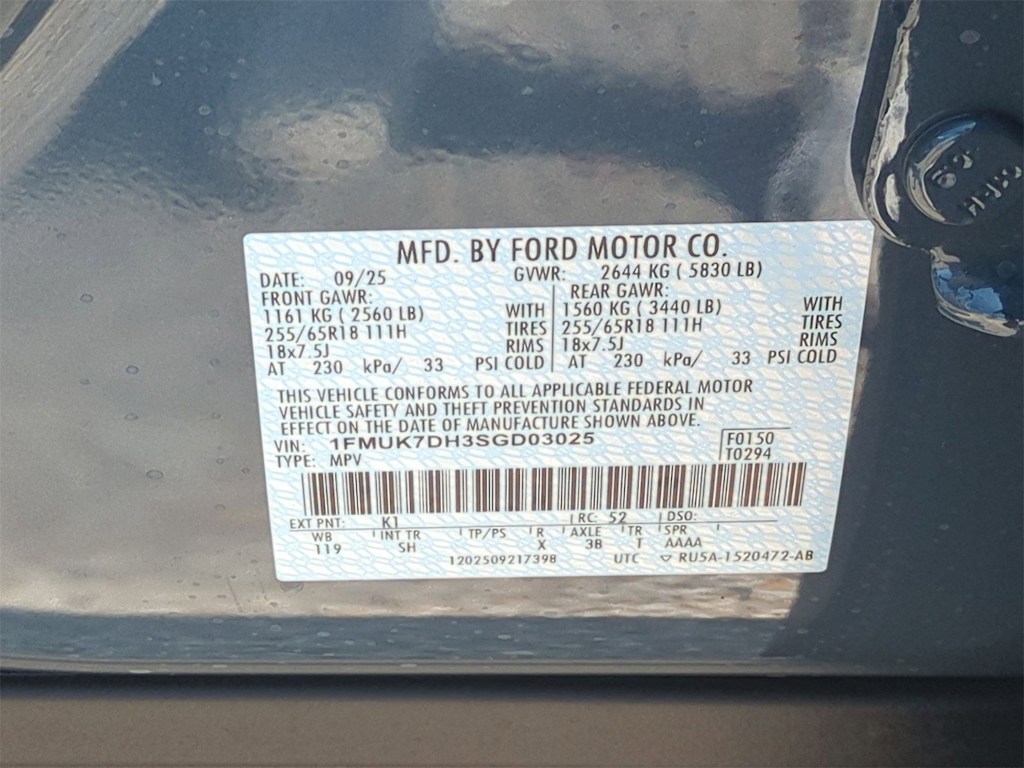 MFD. BY FORD MOTOR CO.
DATE: 09/25 GVWR: 2644 KG ( 5830 LB)
FRONT GAWR: REAR GAWR:
1161 KG ( 2560 LB) WITH 1560 KG ( 3440 LB) WITH
255/65R18 111H TIRES 255/65R18 111H TIRES
18x7.5J RIMS 18x7.5J RIMS
AT 230 kPa/ 33 PSI COLD AT 230 kPa/ 33 PSI COLD
THIS VEHICLE CONFORMS TO ALL APPLICABLE FEDERAL MOTOR
VEHICLE SAFETY AND THEFT PREVENTION STANDARDS IN
EFFECT ON THE DATE OF MANUFACTURE SHOWN ABOVE.
VIN: 1FMUK7DH3SGD03025 F0150
TYPE: MPV T0294
EXT PNT: K1 RC: 52 DSO:
WB INT TR TP/PS R AXLE TR SPR
119 SH X 3B T AAAA
1202509217398 UTC ▽ RU5A-1520472-AB